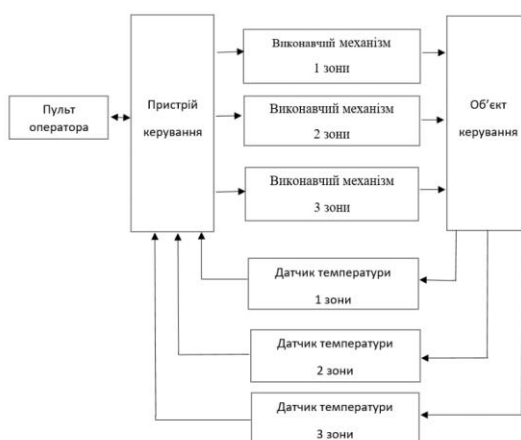 Виконавчий механізм
1 зони
Пульт
оператора
Пристрій
керування
Виконавчий механізм
2 зони
Об'єкт
керування
Виконавчий механізм
3 зони
Датчик температури
1 зони
Датчик температури
2 зони
Датчик температури
3 зони